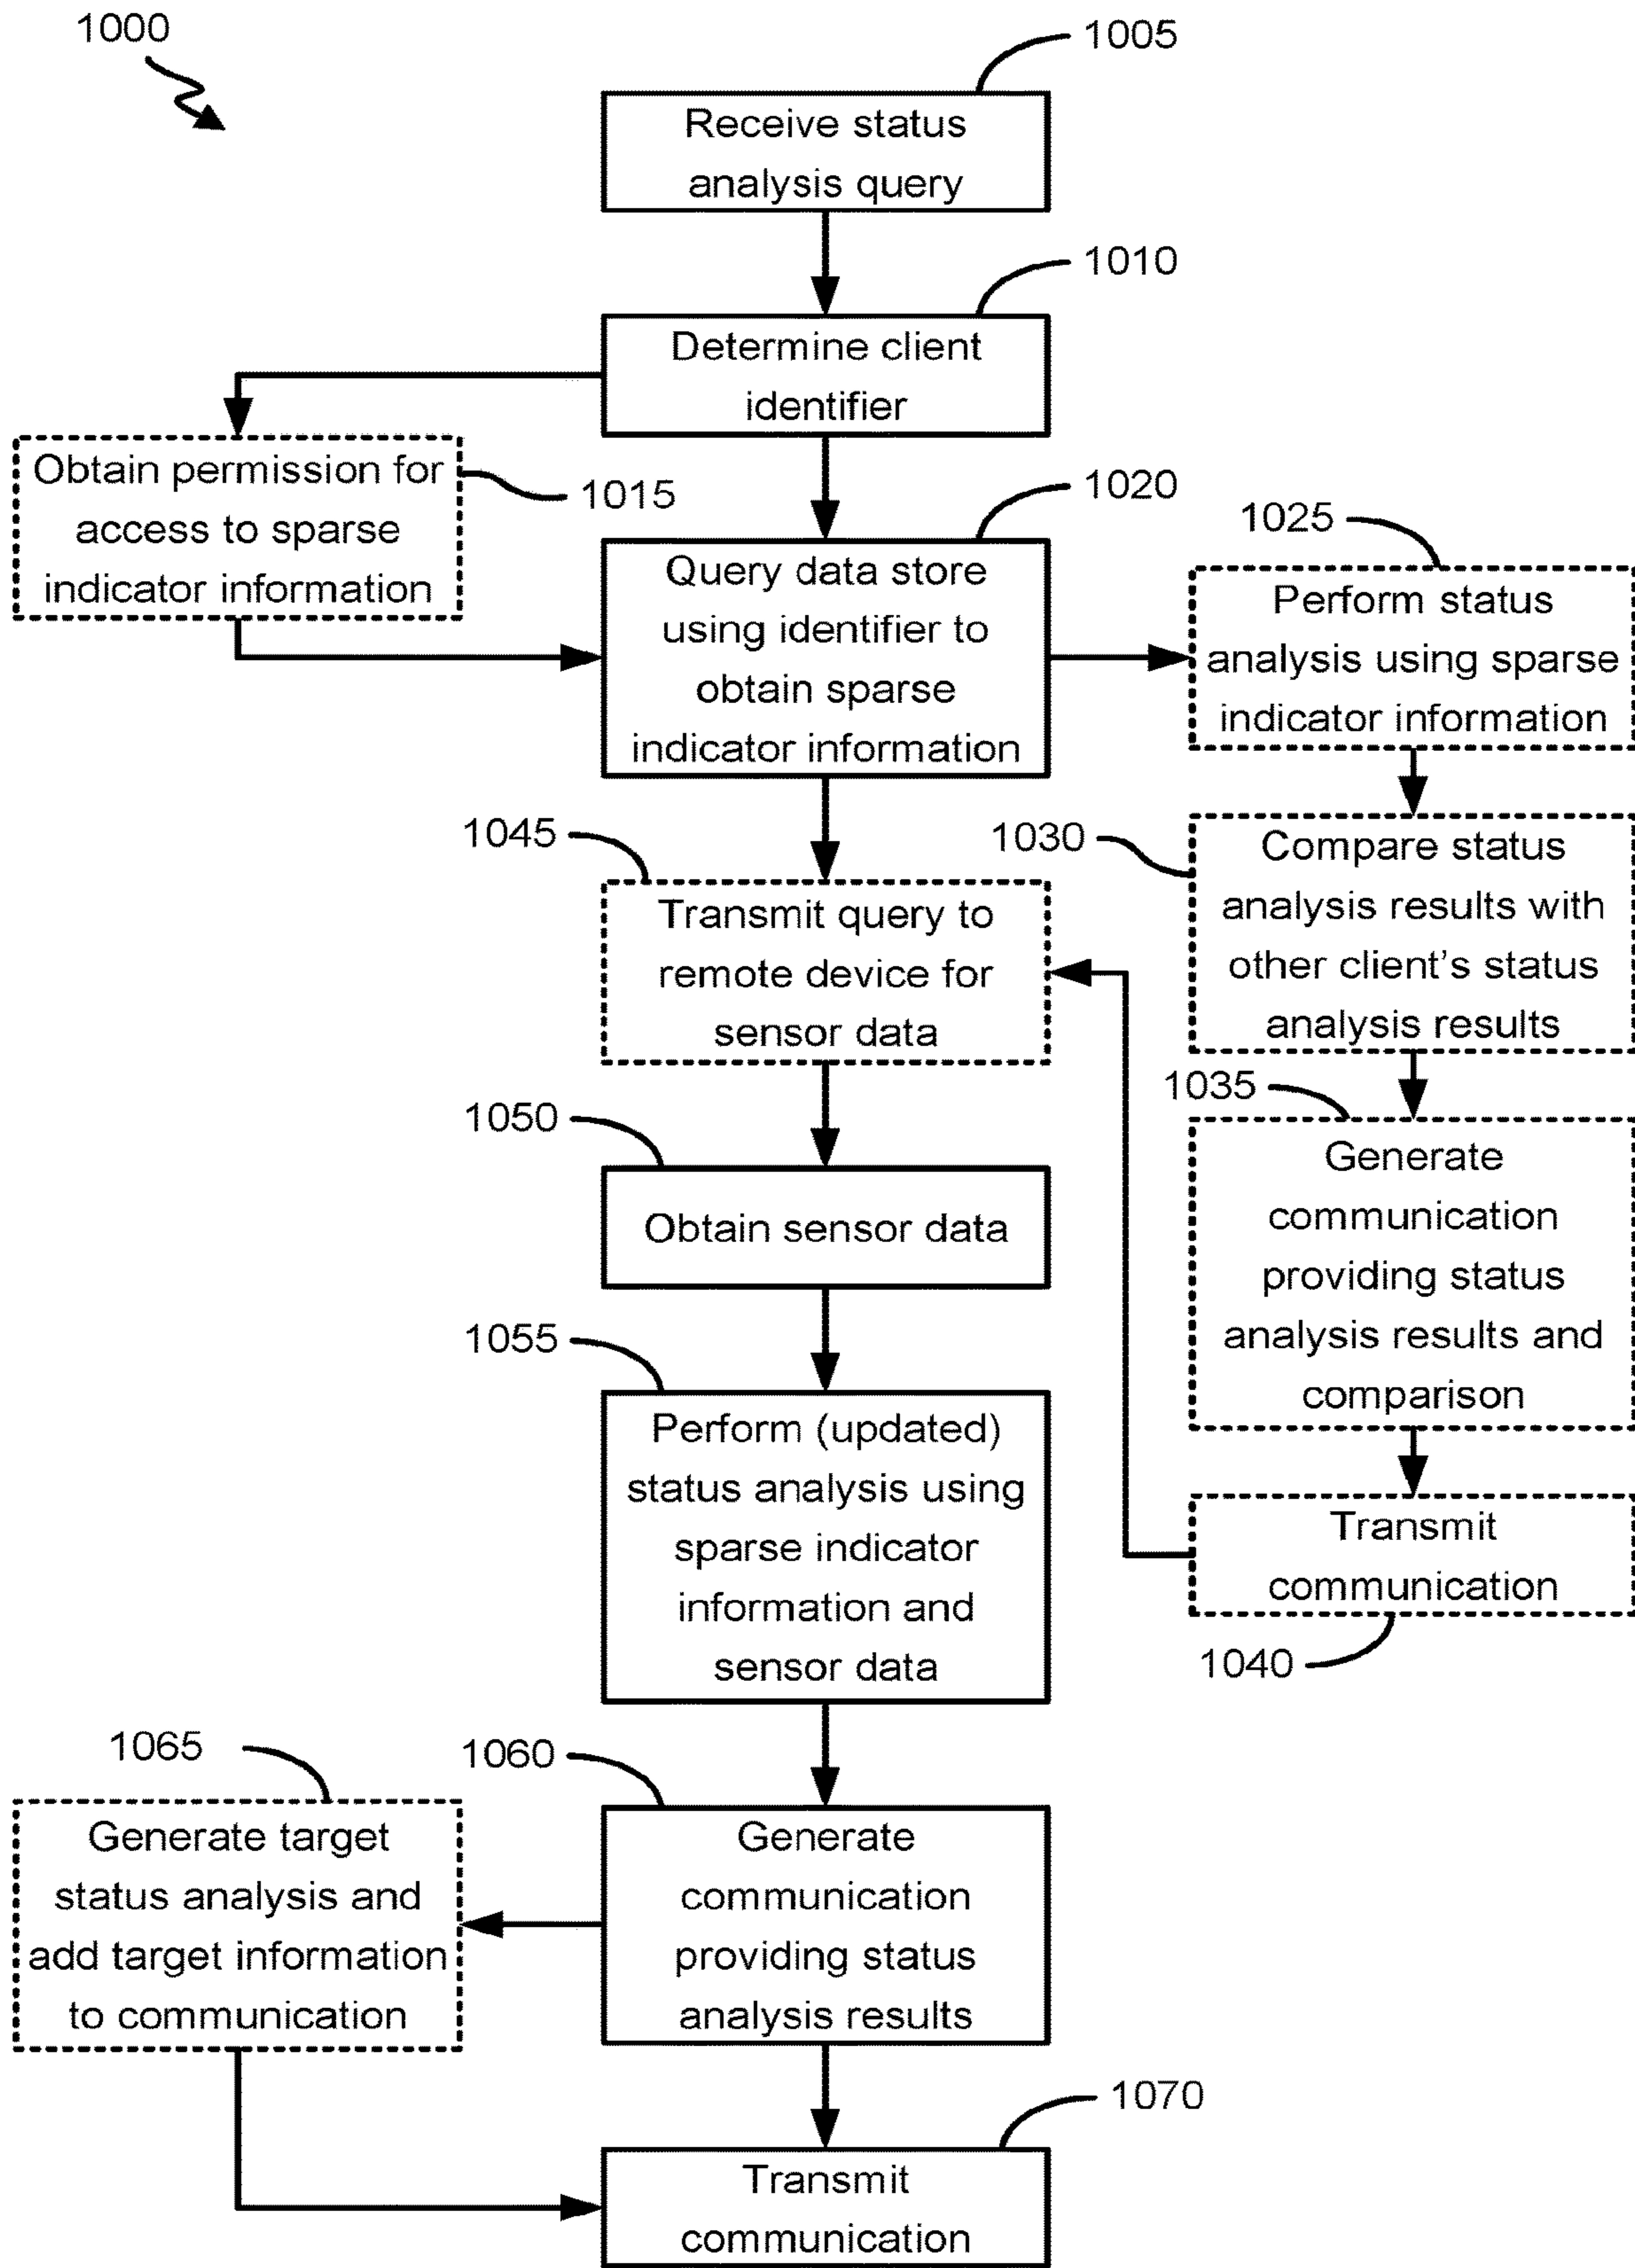 1000
1005
Receive status
analysis query
1010
Determine client
identifier
Obtain permission for
access to sparse
indicator information
1015
1020
Query data store
using identifier to
obtain sparse
indicator information
1025
Perform status
analysis using sparse
indicator information
1030
Compare status
analysis results with
other client's status
analysis results
1035
Generate
communication
providing status
analysis results and
comparison
Transmit
communication
1040
1045
Transmit query to
remote device for
sensor data
1050
Obtain sensor data
1055
Perform (updated)
status analysis using
sparse indicator
information and
sensor data
1060
Generate
communication
providing status
analysis results
1065
Generate target
status analysis and
add target information
to communication
1070
Transmit
communication